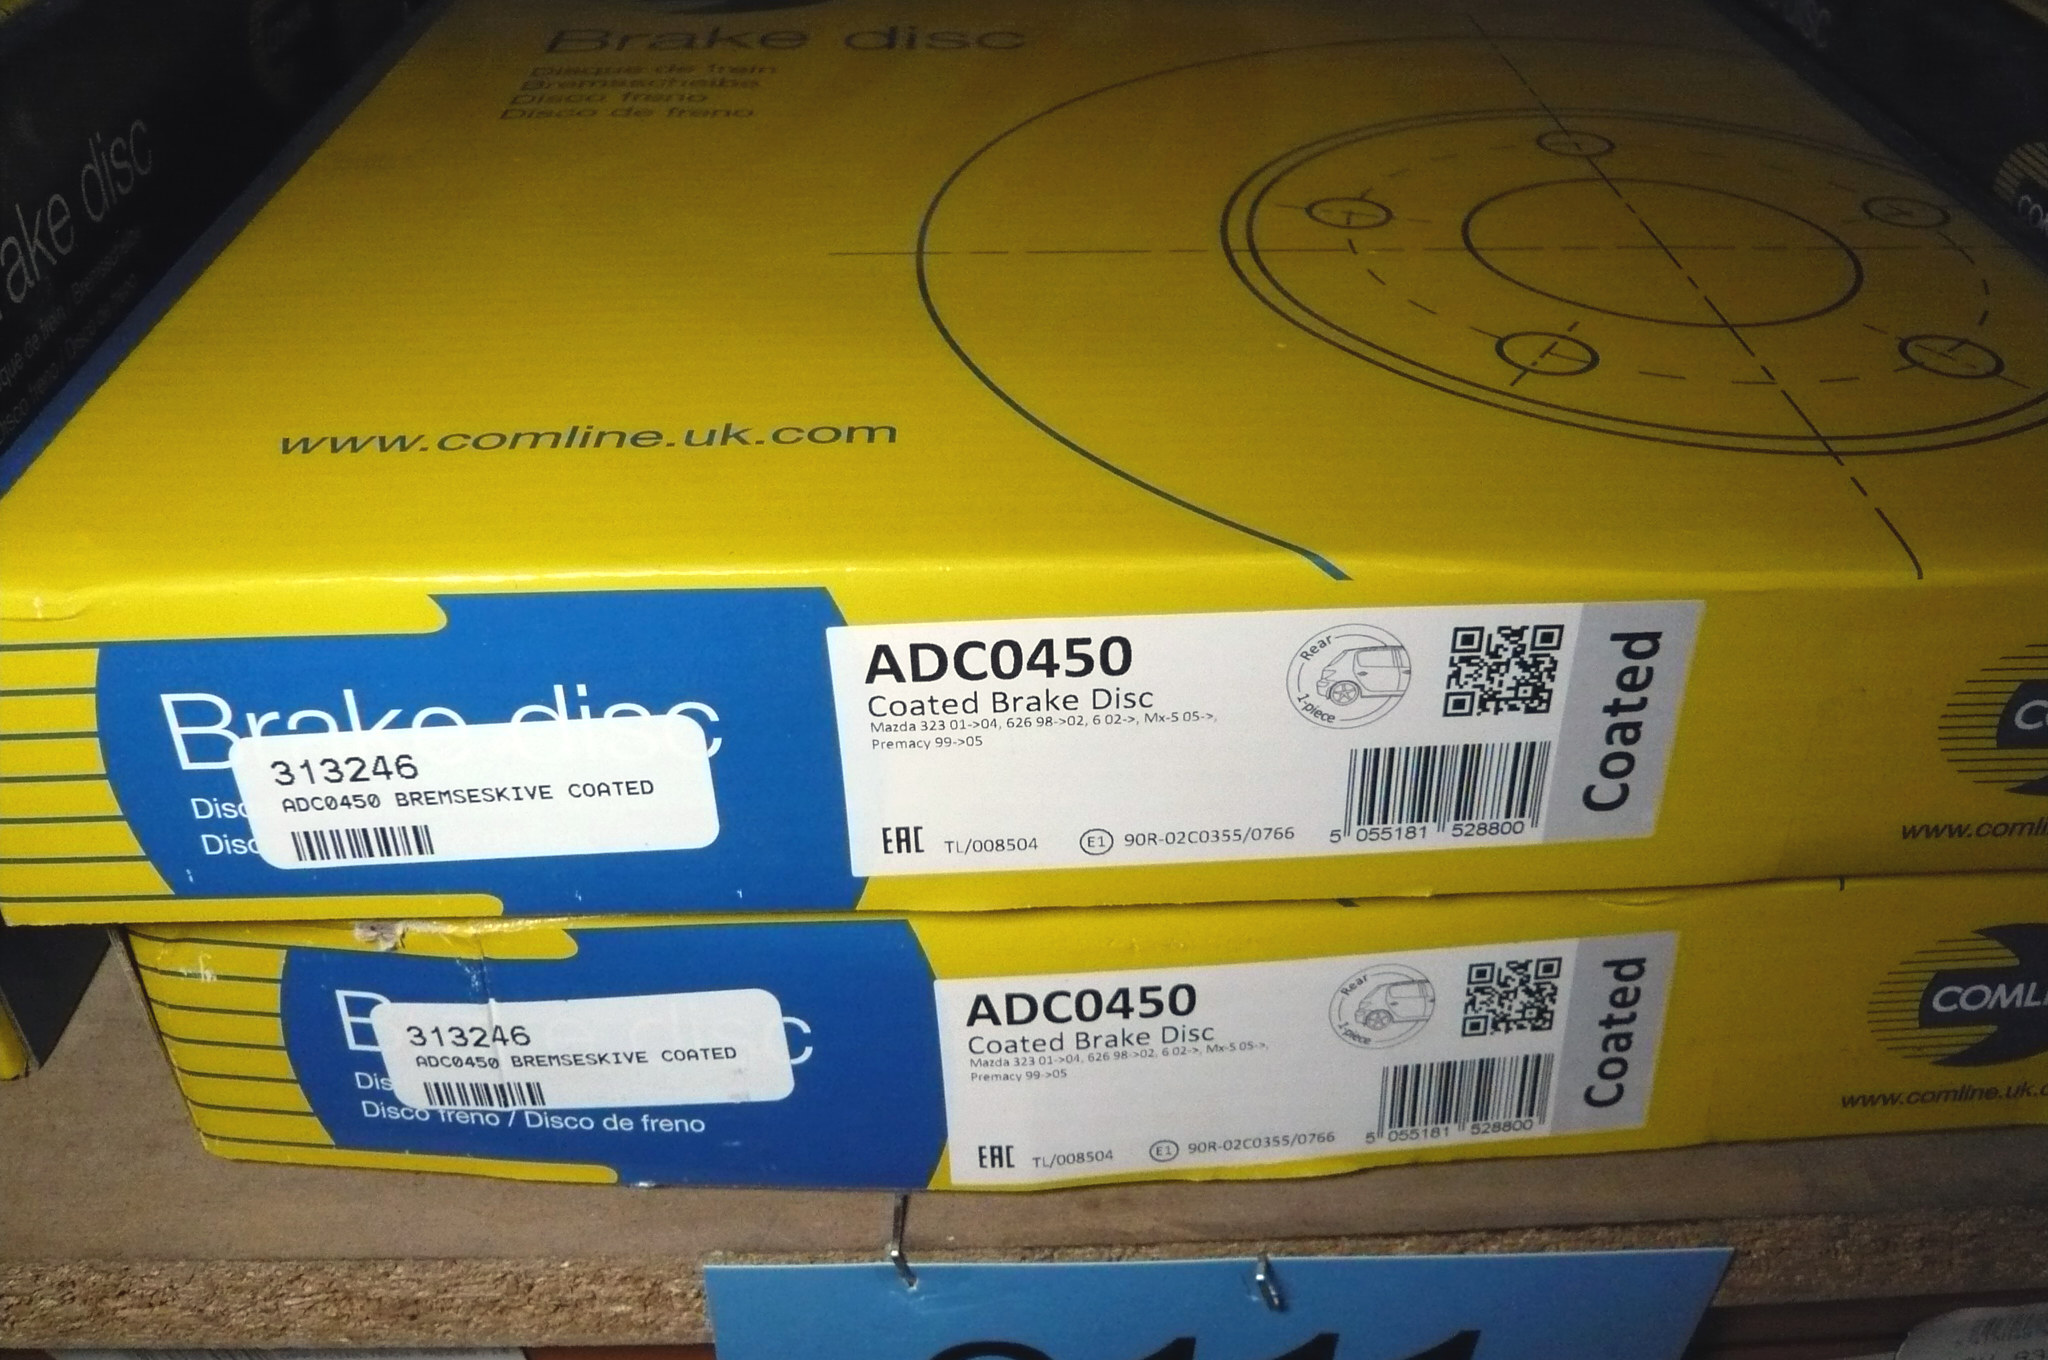 Brake disc
Disque de frein
Bremsscheibe
Disco freno
Disco de freno
ake disc
www.comline.uk.com
Brake disc
Disc
Disc
313246
ADC0450 BREMSESKIVE COATED
ADC0450
Coated Brake Disc
Mazda 323 01->04, 626 98->02, 6 02->, Mx-5 05->,
Premacy 99->05
EAC TL/008504 E1 90R-02C0355/0766
Rear
1-piece
5 055181 528800
Coated
www.comli
313246
ADC0450 BREMSESKIVE COATED
Dis
Disco freno / Disco de freno
ADC0450
Coated Brake Disc
Mazda 323 01->04, 626 98->02, 6 02->, Mx-5 05->,
Premacy 99->05
EAC TL/008504 E1 90R-02C0355/0766
Rear
1-piece
5 055181 528800
Coated
COMLI
www.comline.uk.c